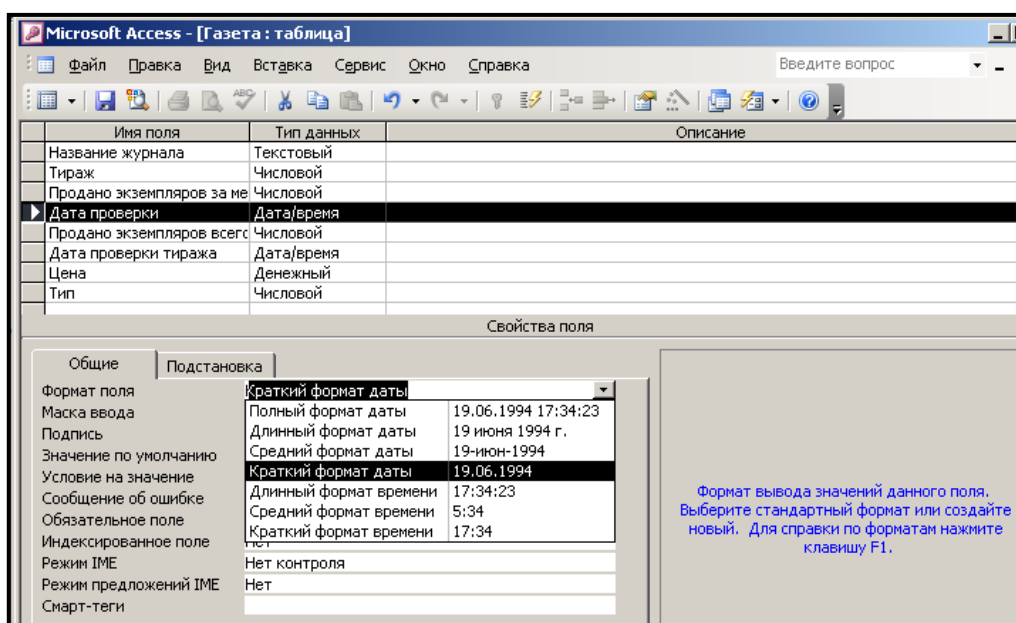 Microsoft Access - [Газета : таблица]
Файл Правка Вид Вставка Сервис Окно Справка Введите вопрос
Имя поля Тип данных Описание
Название журнала Текстовый
Тираж Числовой
Продано экземпляров за ме Числовой
Дата проверки Дата/время
Продано экземпляров всего Числовой
Дата проверки тиража Дата/время
Цена Денежный
Тип Числовой
Свойства поля
Общие Подстановка
Формат поля Краткий формат даты
Маска ввода Полный формат даты 19.06.1994 17:34:23
Подпись Длинный формат даты 19 июня 1994 г.
Значение по умолчанию Средний формат даты 19-июн-1994
Условие на значение Краткий формат даты 19.06.1994
Сообщение об ошибке Длинный формат времени 17:34:23
Обязательное поле Средний формат времени 5:34
Индексированное поле Краткий формат времени 17:34
Режим IME Нет контроля
Режим предложений IME Нет
Смарт-теги
Формат вывода значений данного поля.
Выберите стандартный формат или создайте
новый. Для справки по форматам нажмите
клавишу F1.